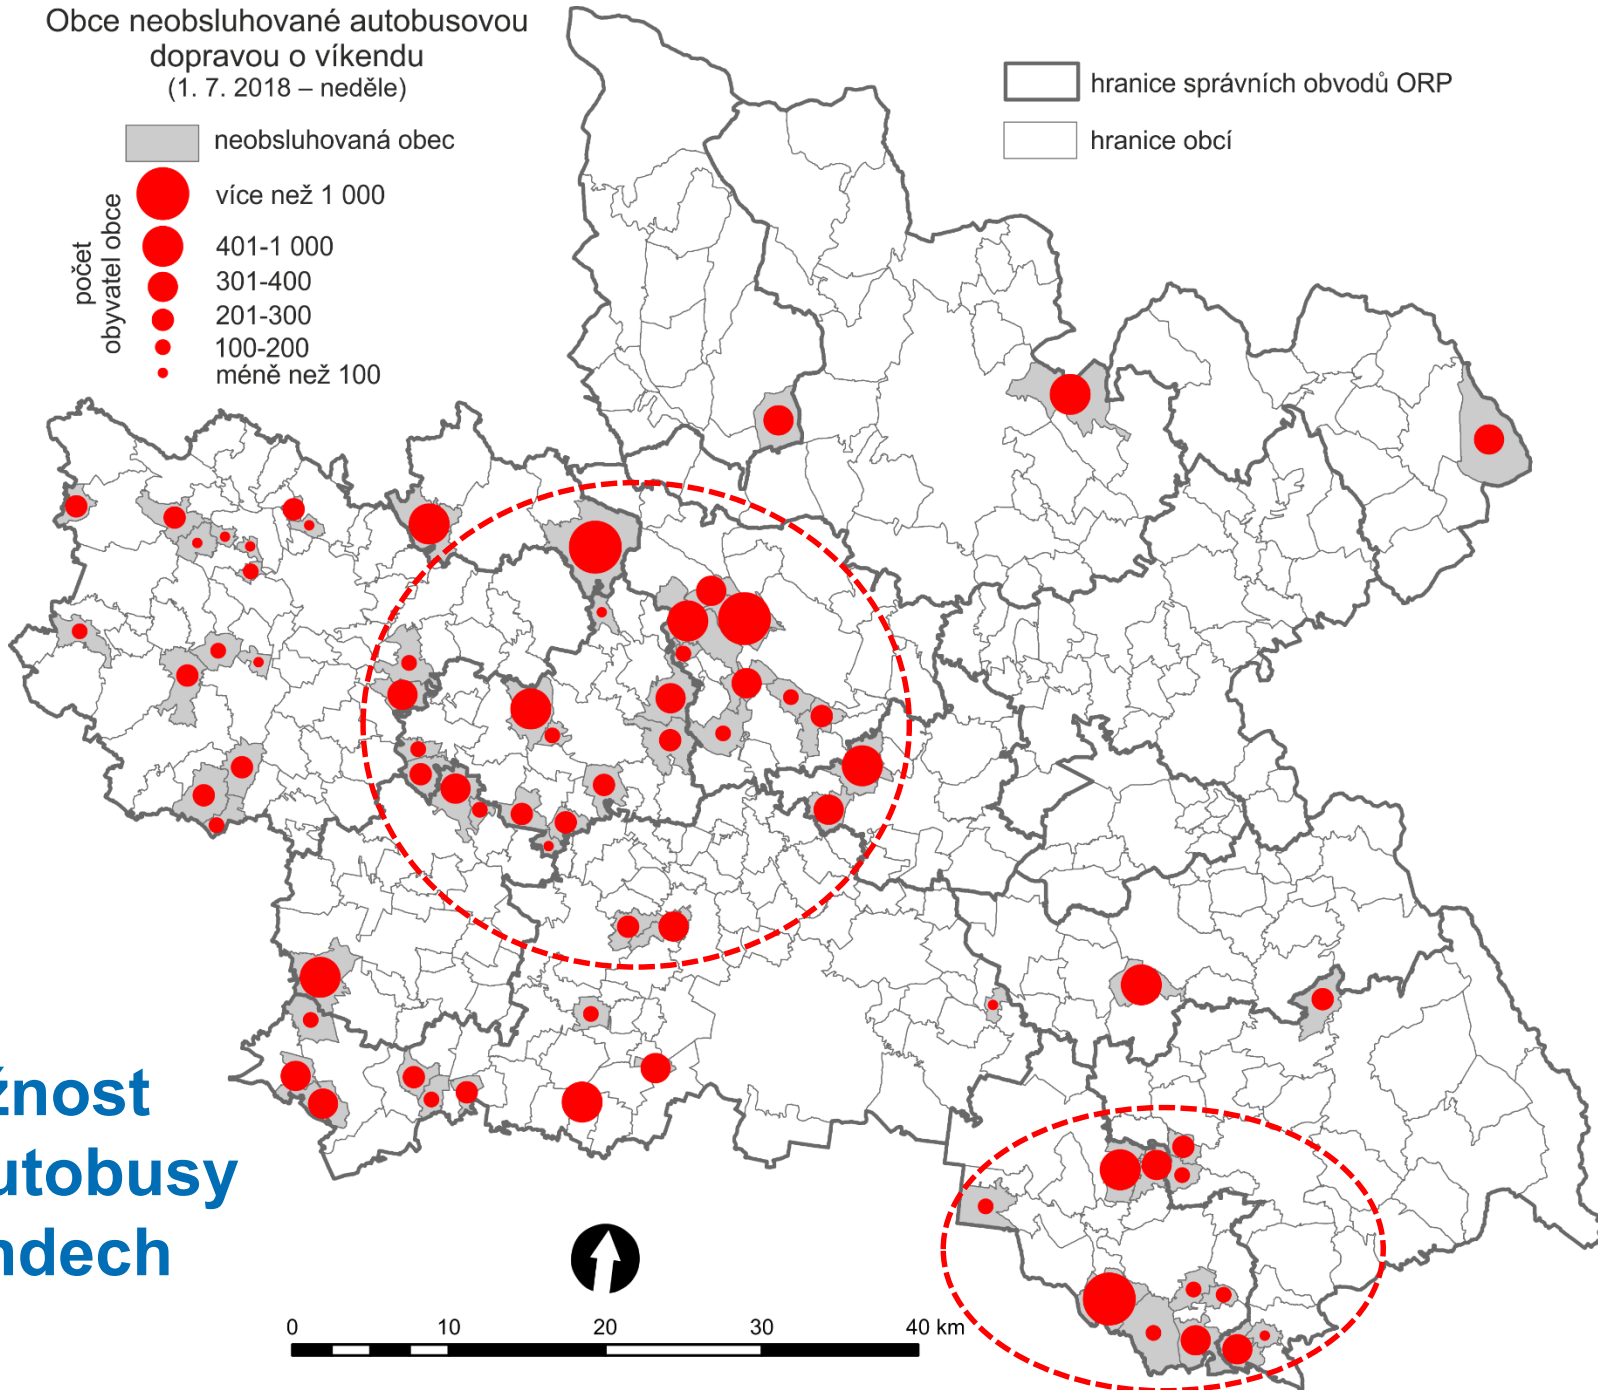 Obce neobsluhované autobusovou
dopravou o víkendu
(1. 7. 2018 – neděle)
neobsluhovaná obec
počet
obyvatel obce
více než 1 000
401-1 000
301-400
201-300
100-200
méně než 100
hranice správních obvodů ORP
hranice obcí
žnost
utobusy
ndech
0 10 20 30 40 km